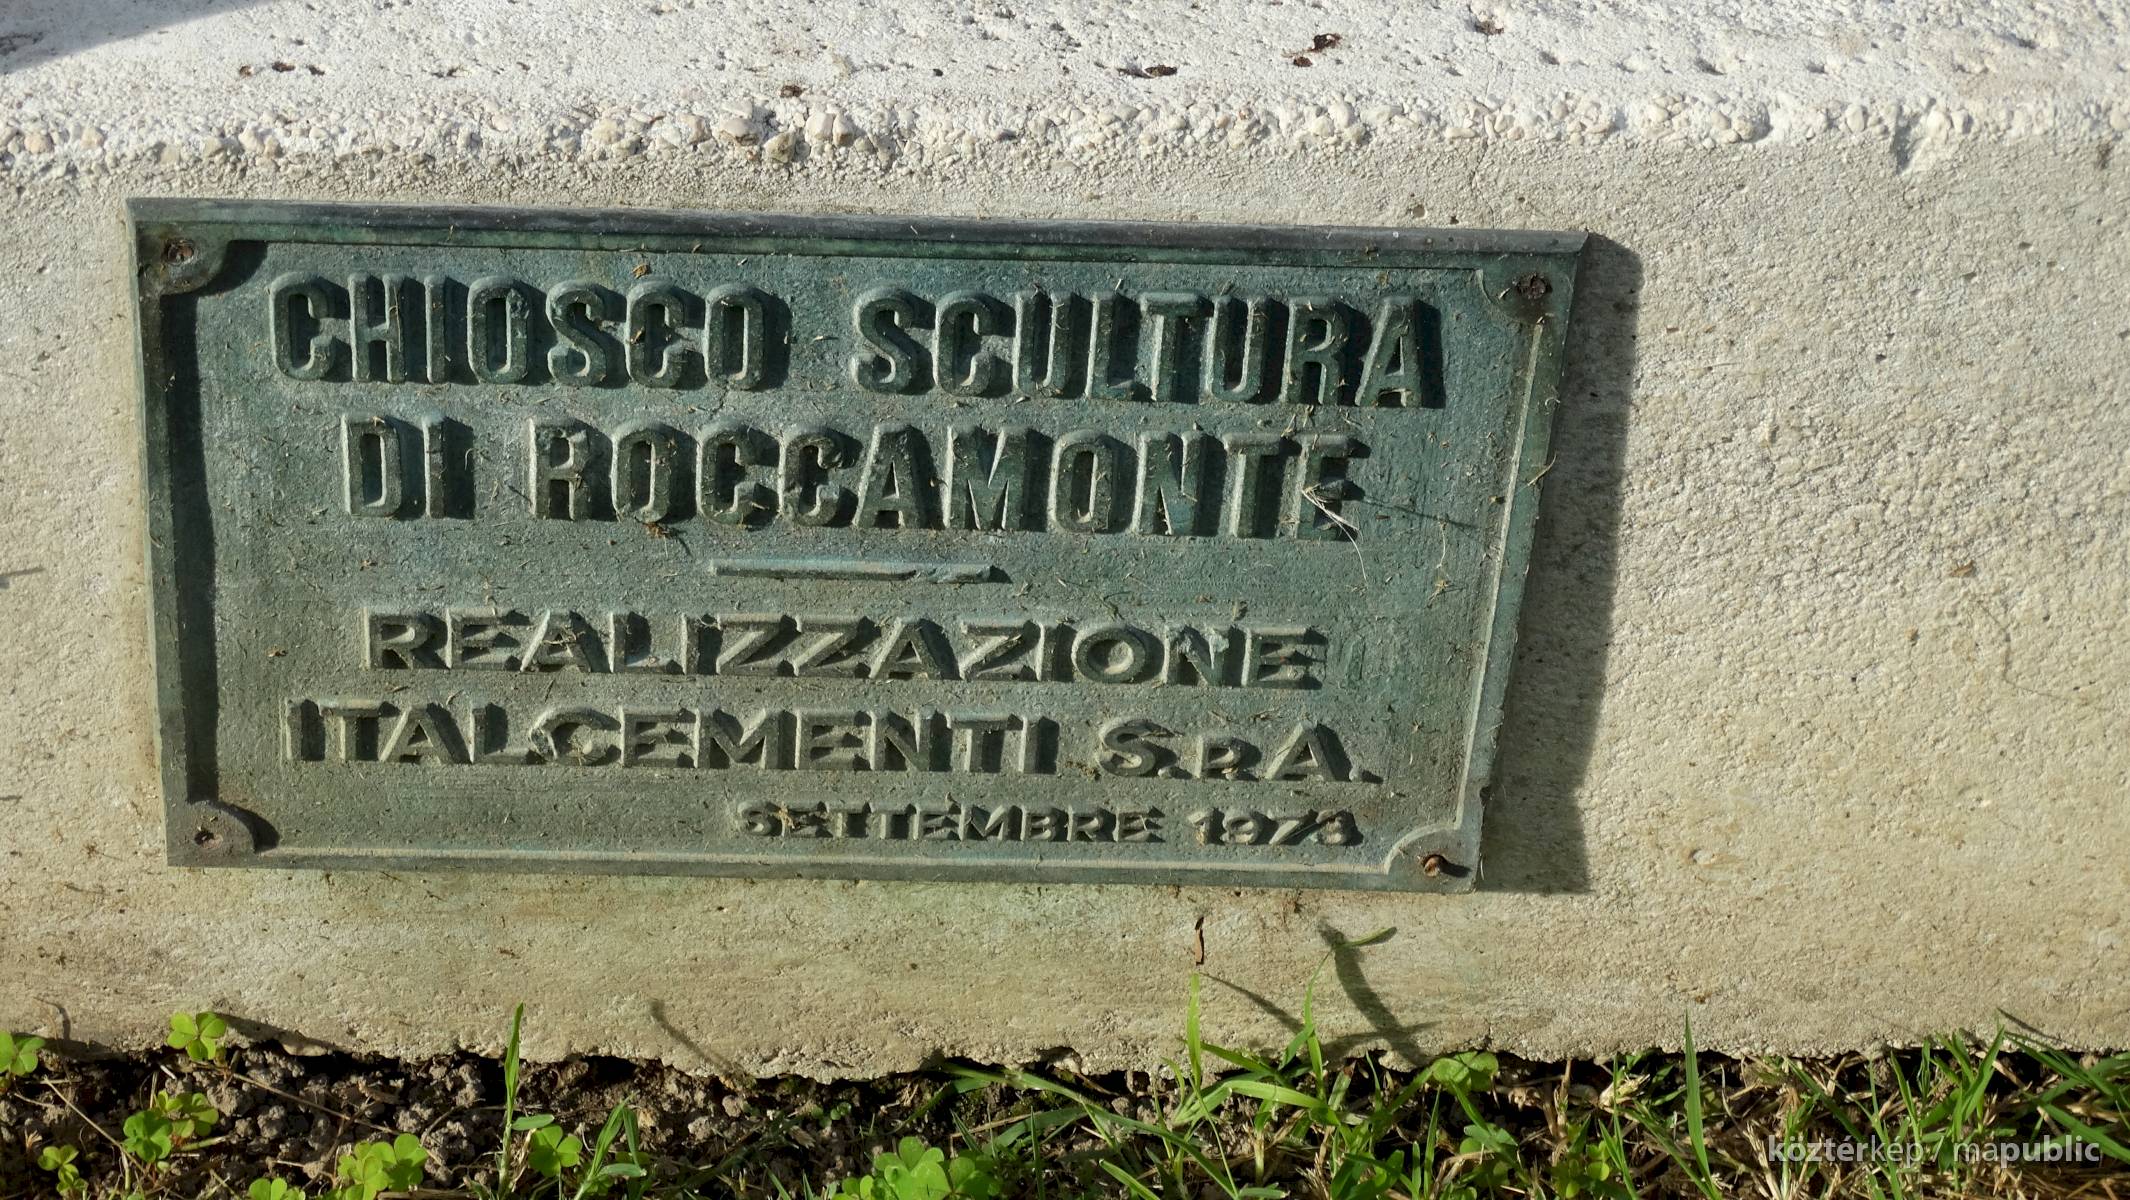 CHIOSCO SCULTURA
DI ROCCAMONTE
REALIZZAZIONE
ITALCEMENTI S.P.A.
SETTEMBRE 1973
köztérkép / mapublic